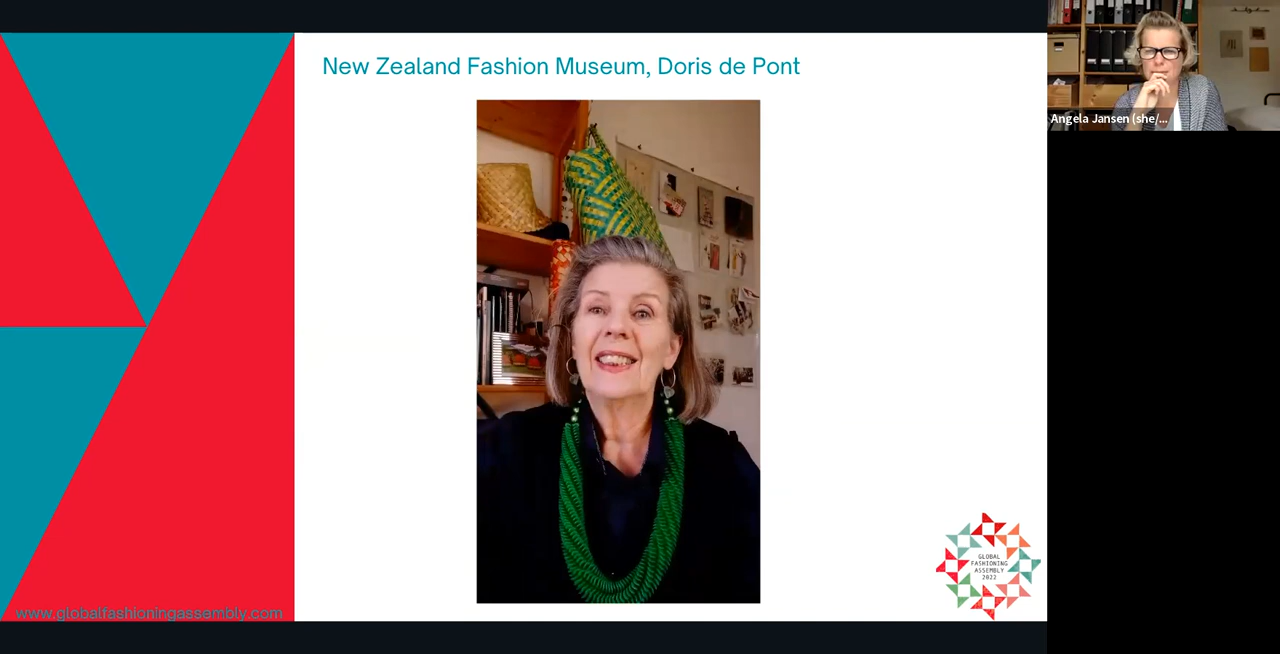 New Zealand Fashion Museum, Doris de Pont
Angela Jansen (she/...
GLOBAL
FASHIONING
ASSEMBLY
2022
www.globalfashioningassembly.com